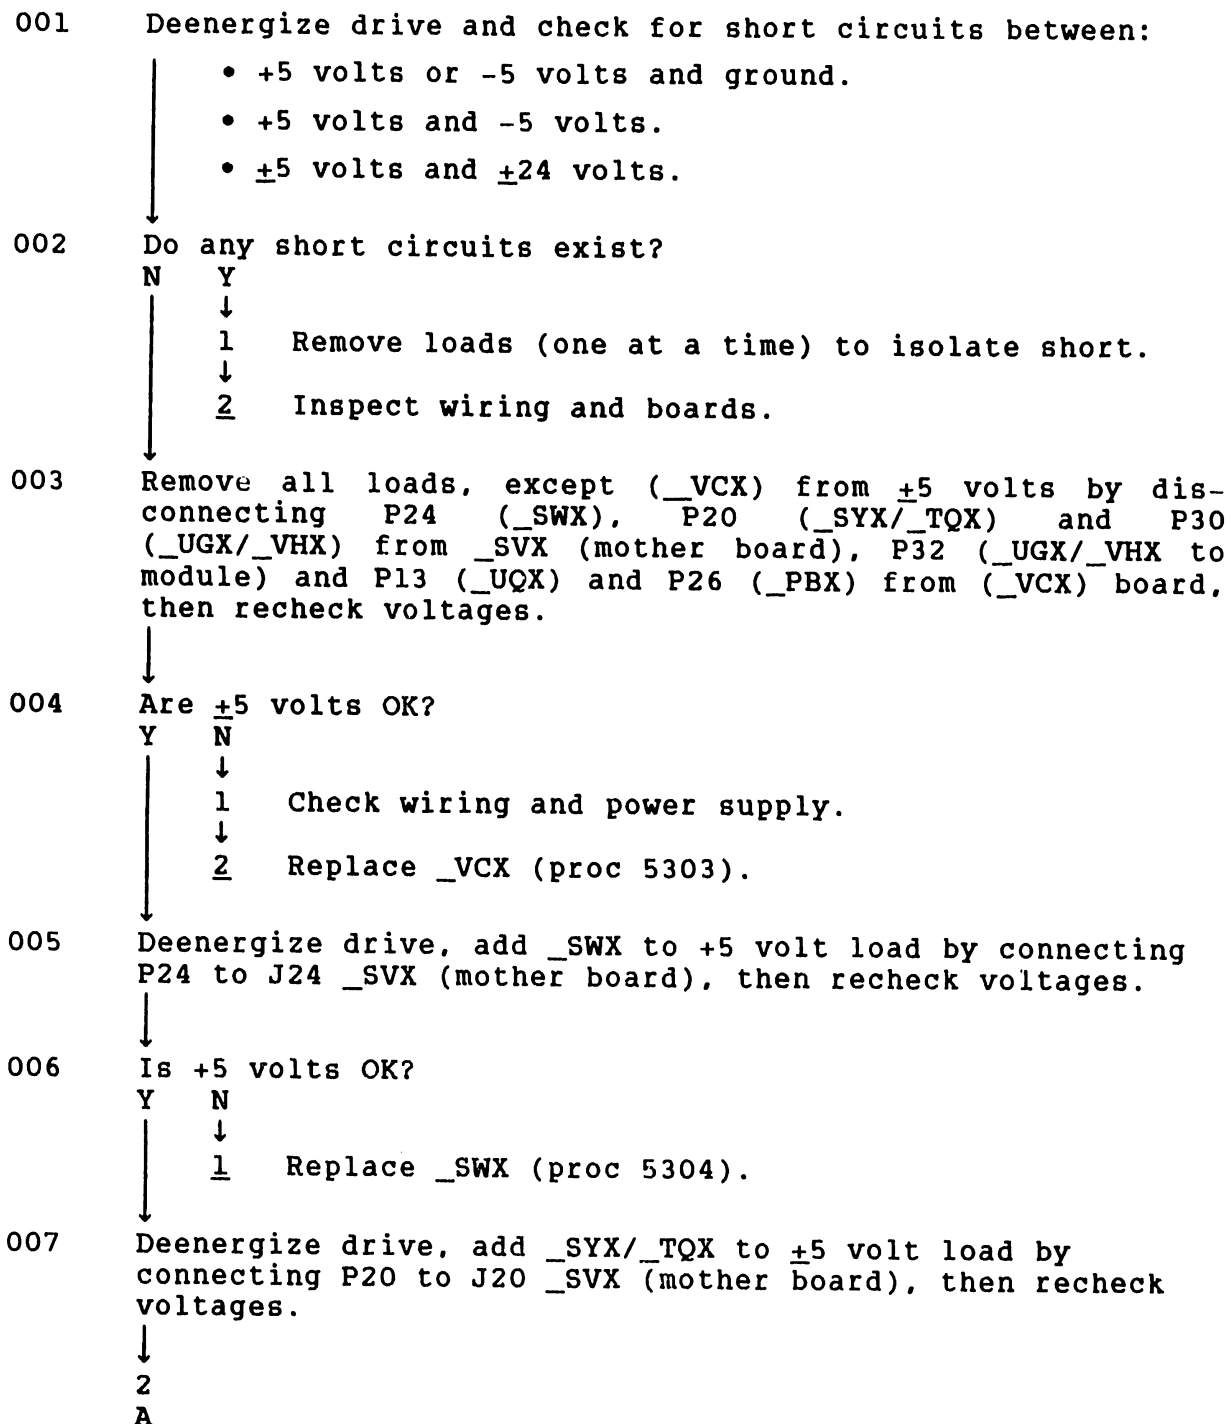 001 Deenergize drive and check for short circuits between:
• +5 volts or -5 volts and ground.
• +5 volts and -5 volts.
• ±5 volts and ±24 volts.
002 Do any short circuits exist?
N Y
↓
1 Remove loads (one at a time) to isolate short.
↓
2 Inspect wiring and boards.
003 Remove all loads, except (_VCX) from ±5 volts by dis-
connecting P24 (_SWX), P20 (_SYX/_TQX) and P30
(_UGX/_VHX) from _SVX (mother board), P32 (_UGX/_VHX to
module) and P13 (_UQX) and P26 (_PBX) from (_VCX) board,
then recheck voltages.
004 Are ±5 volts OK?
Y N
↓
1 Check wiring and power supply.
↓
2 Replace _VCX (proc 5303).
005 Deenergize drive, add _SWX to +5 volt load by connecting
P24 to J24 _SVX (mother board), then recheck voltages.
006 Is +5 volts OK?
Y N
↓
1 Replace _SWX (proc 5304).
007 Deenergize drive, add _SYX/_TQX to ±5 volt load by
connecting P20 to J20 _SVX (mother board), then recheck
voltages.
↓
2
A